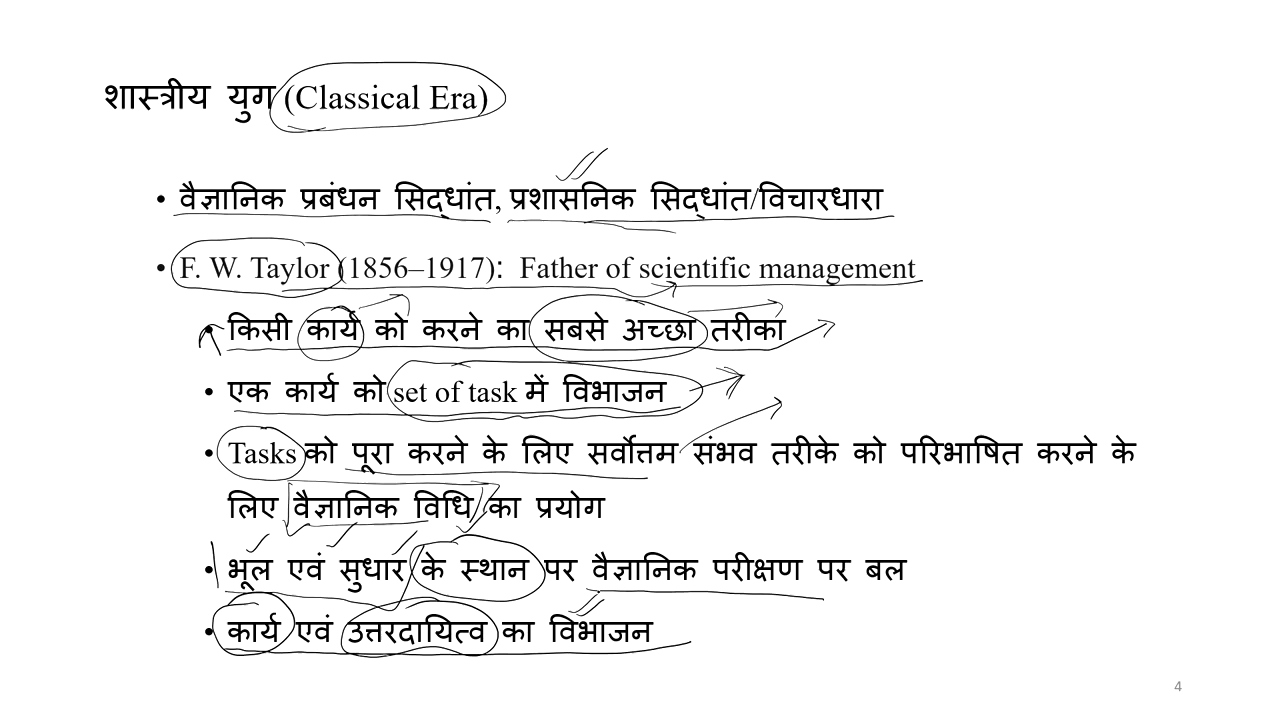 शास्त्रीय युग (Classical Era)
• वैज्ञानिक प्रबंधन सिद्धांत, प्रशासनिक सिद्धांत/विचारधारा
• F. W. Taylor (1856–1917): Father of scientific management
• किसी कार्य को करने का सबसे अच्छा तरीका
• एक कार्य को set of task में विभाजन
• Tasks को पूरा करने के लिए सर्वोत्तम संभव तरीके को परिभाषित करने के
लिए वैज्ञानिक विधि का प्रयोग
• भूल एवं सुधार के स्थान पर वैज्ञानिक परीक्षण पर बल
• कार्य एवं उत्तरदायित्व का विभाजन
4